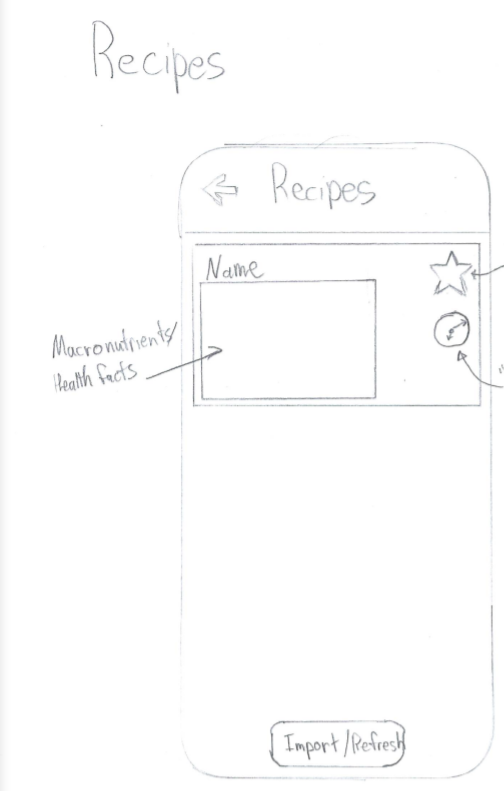 Recipes
Recipes
Name
Macronutrients/
Health facts
Import/Refresh